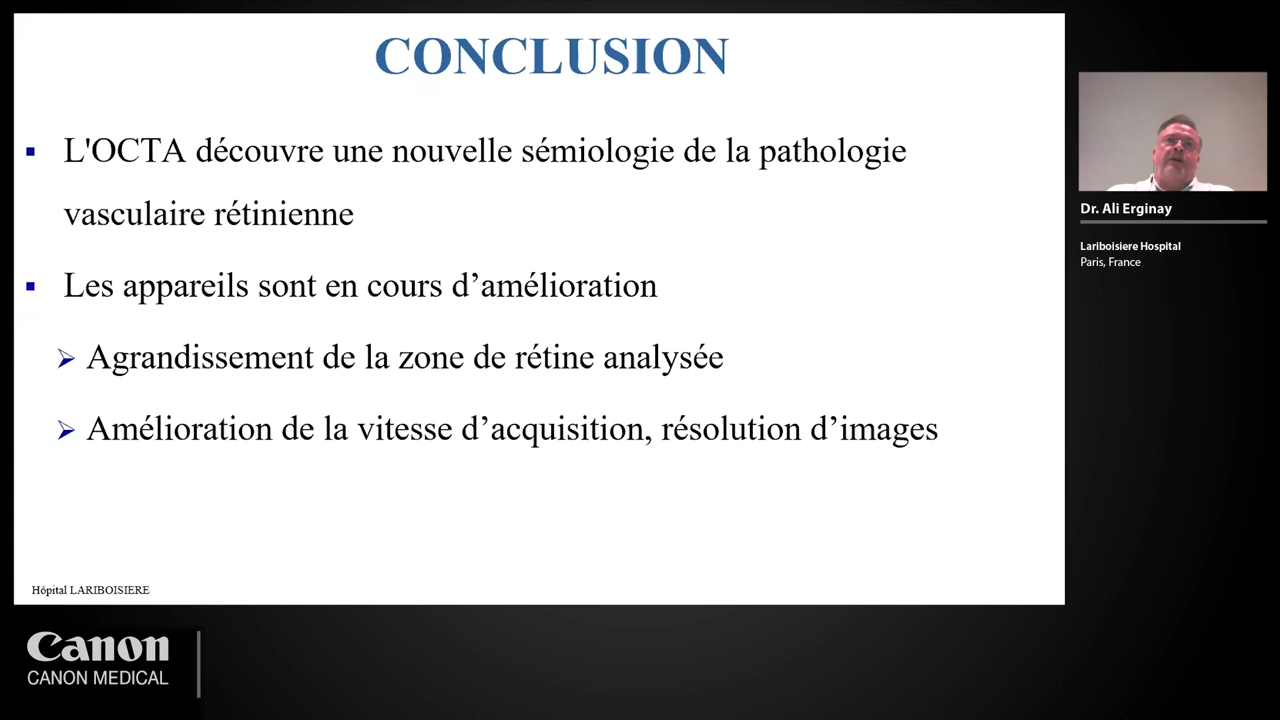 CONCLUSION
L'OCTA découvre une nouvelle sémiologie de la pathologie
vasculaire rétinienne
Les appareils sont en cours d’amélioration
Agrandissement de la zone de rétine analysée
Amélioration de la vitesse d’acquisition, résolution d’images
Hôpital LARIBOISIERE
Dr. Ali Erginay
Lariboisiere Hospital
Paris, France
Canon
CANON MEDICAL